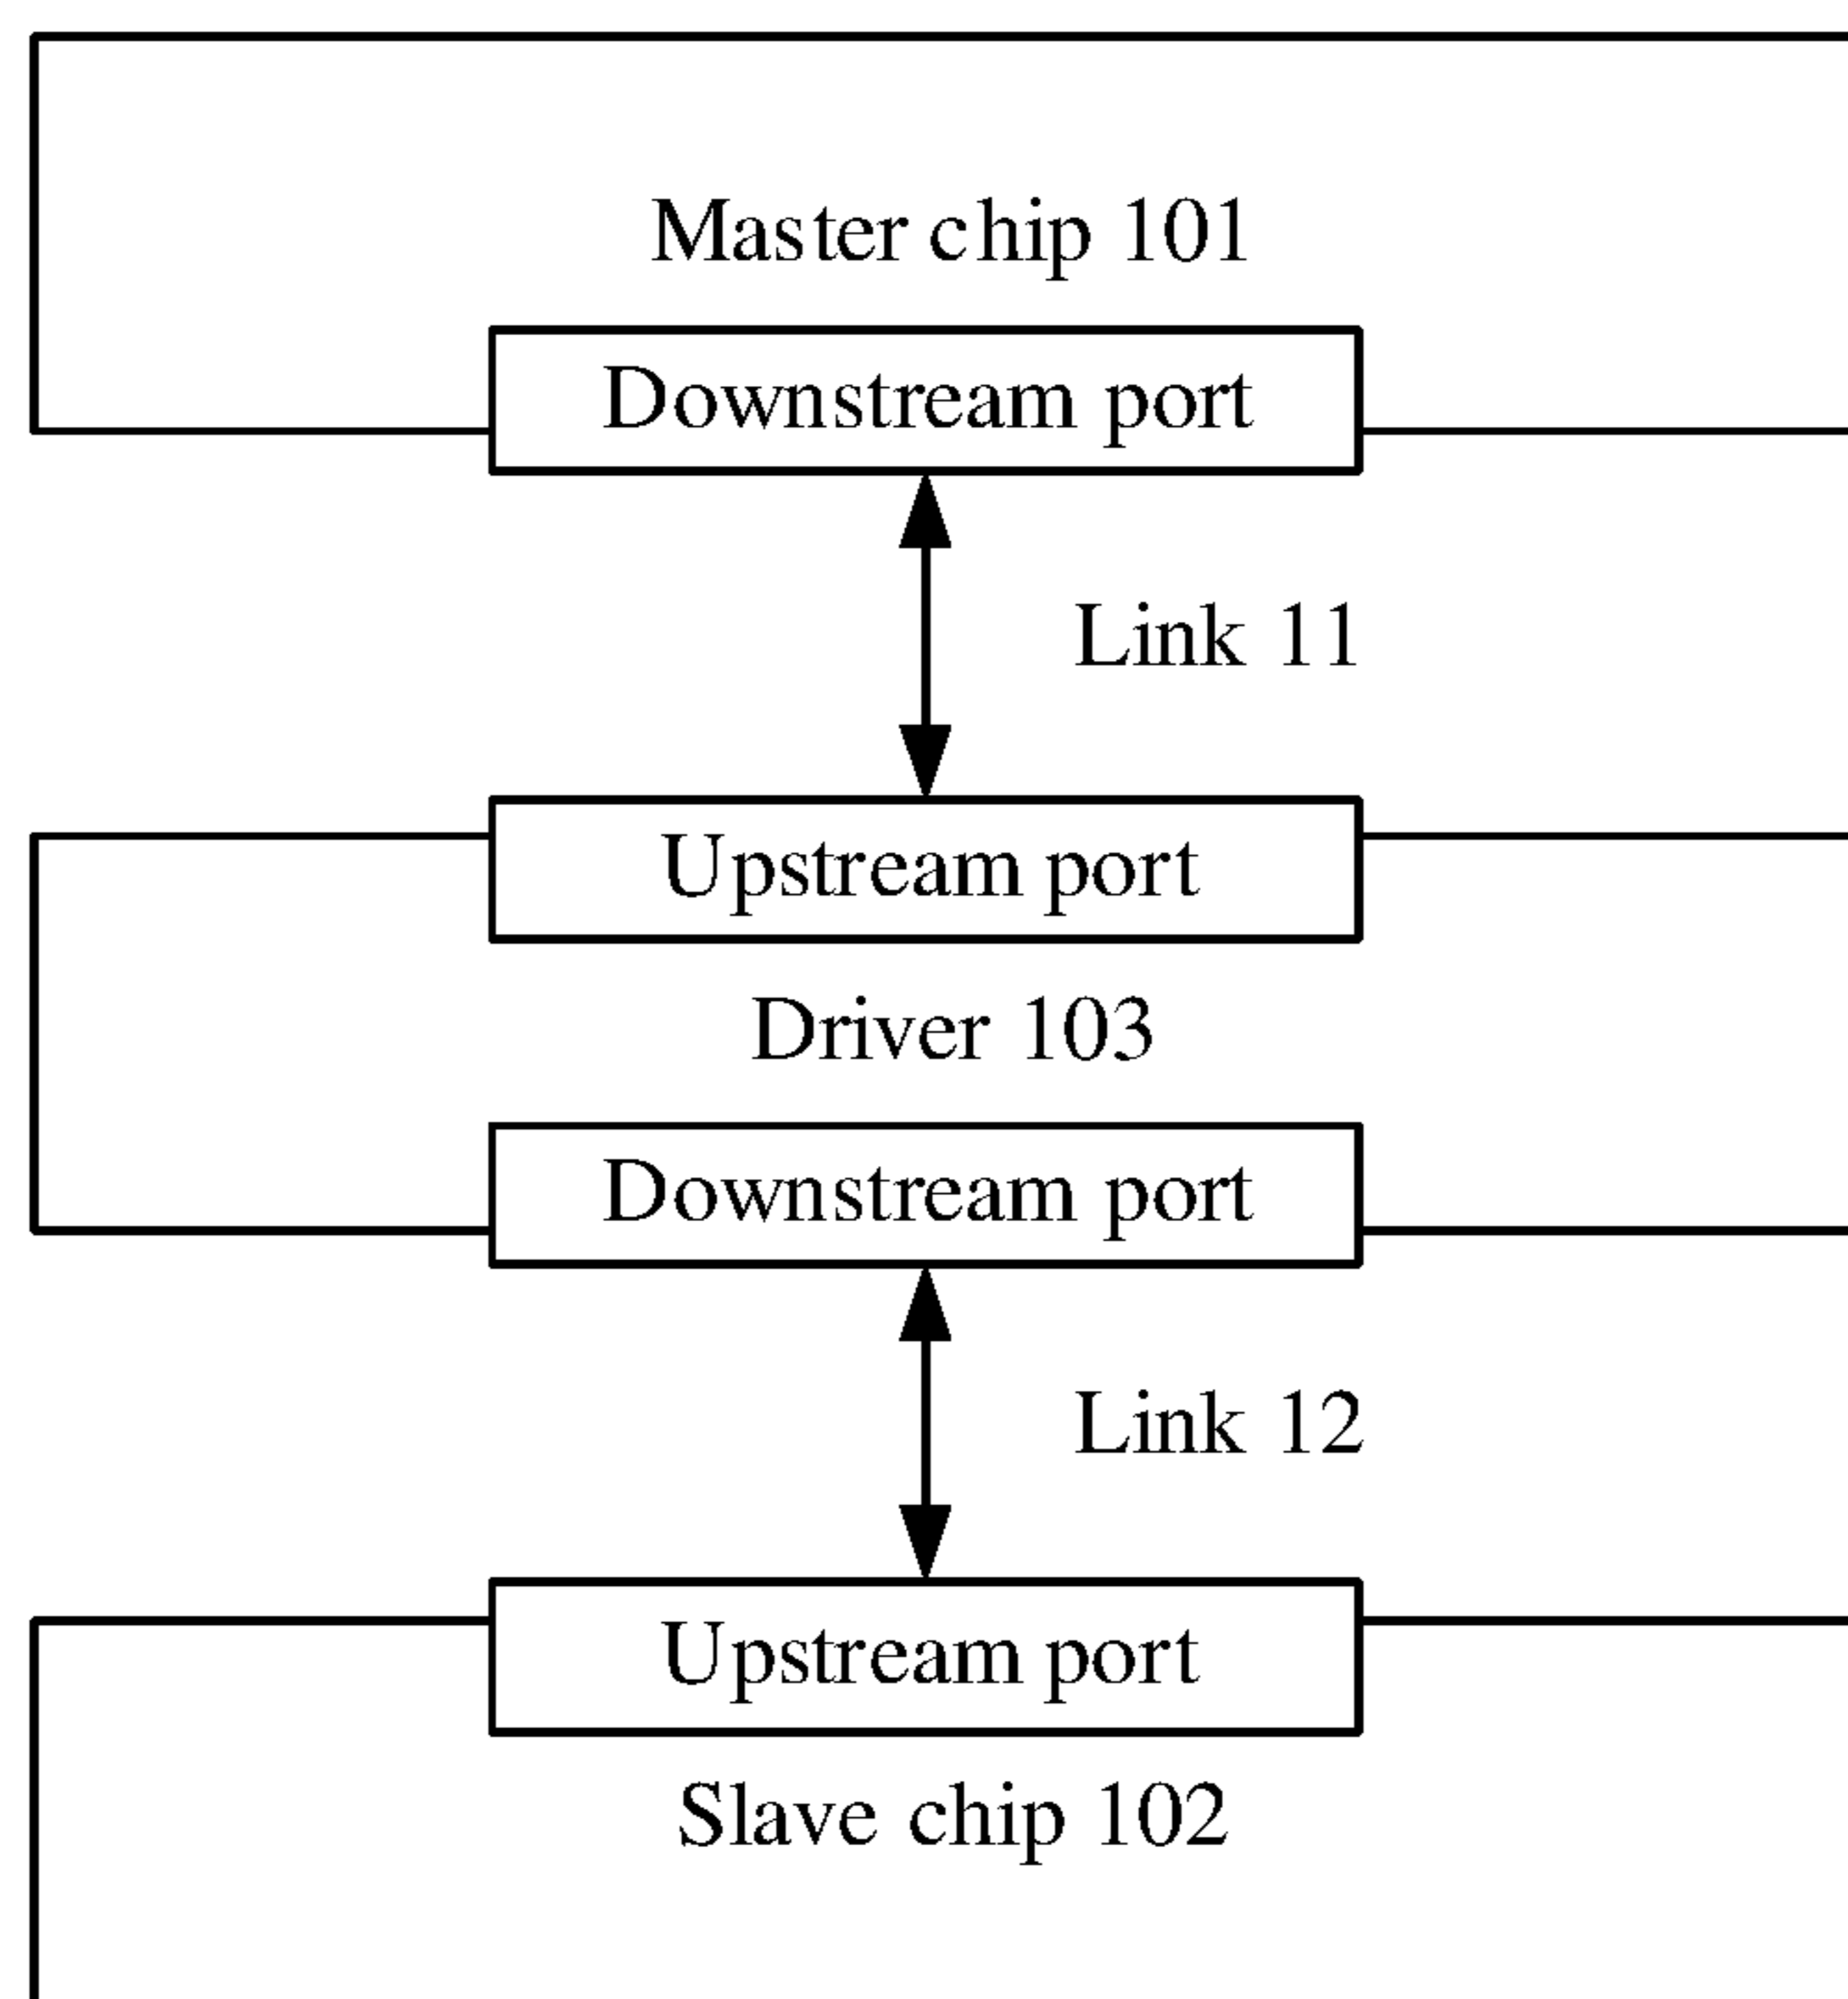 Master chip 101
Downstream port
Link 11
Upstream port
Driver 103
Downstream port
Link 12
Upstream port
Slave chip 102